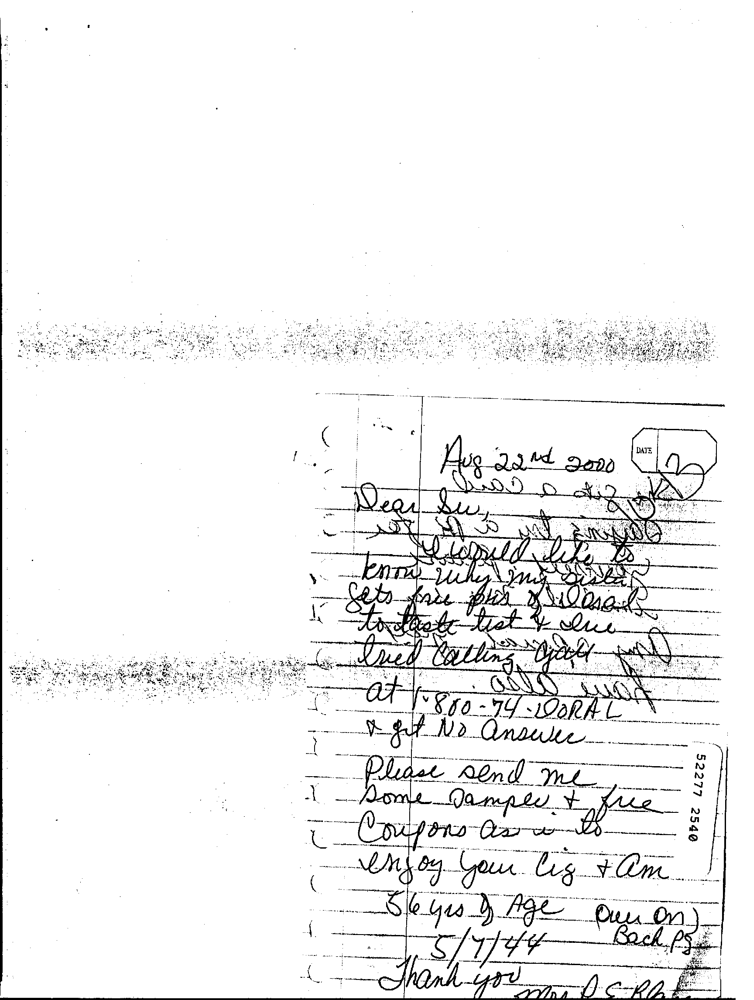 Aug 22nd 2000
DATE
Dear Sir,
I would like to
know why my sister
gets free pks of Doral
to taste test & I've
tried calling you
at 1-800-74-DORAL
& get No answer
Please send me
some samples & free
Coupons as i do
enjoy your cig & am
56 yrs of Age over on)
Back pg
5/7/44
Thank you
Mrs
52277 2540